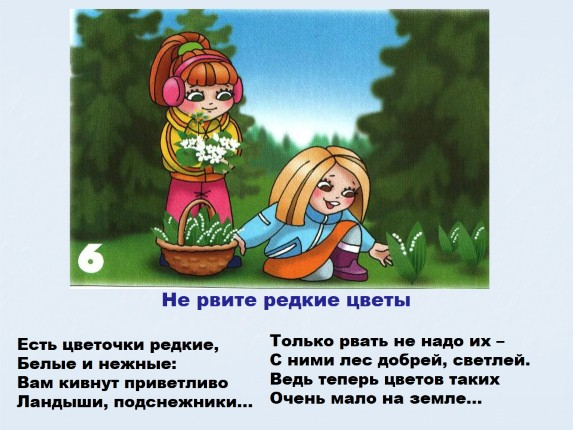 6
Не рвите редкие цветы
Есть цветочки редкие,
Белые и нежные:
Вам кивнут приветливо
Ландыши, подснежники...
Только рвать не надо их –
С ними лес добрей, светлей.
Ведь теперь цветов таких
Очень мало на земле...